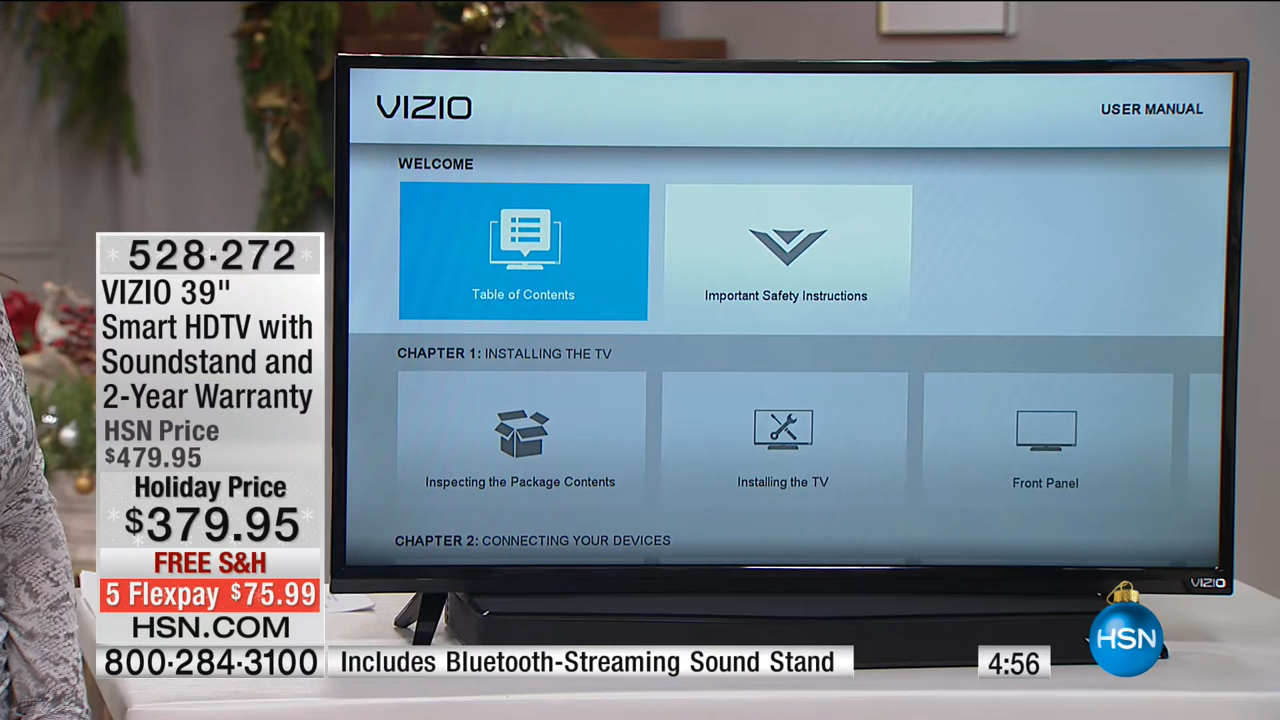 VIZIO
USER MANUAL
WELCOME
Table of Contents
Important Safety Instructions
CHAPTER 1: INSTALLING THE TV
Inspecting the Package Contents
Installing the TV
Front Panel
CHAPTER 2: CONNECTING YOUR DEVICES
VIZIO
528·272
VIZIO 39"
Smart HDTV with
Soundstand and
2-Year Warranty
HSN Price
$479.95
Holiday Price
$379.95
FREE S&H
5 Flexpay $75.99
HSN.COM
800·284·3100
Includes Bluetooth-Streaming Sound Stand
4:56
HSN